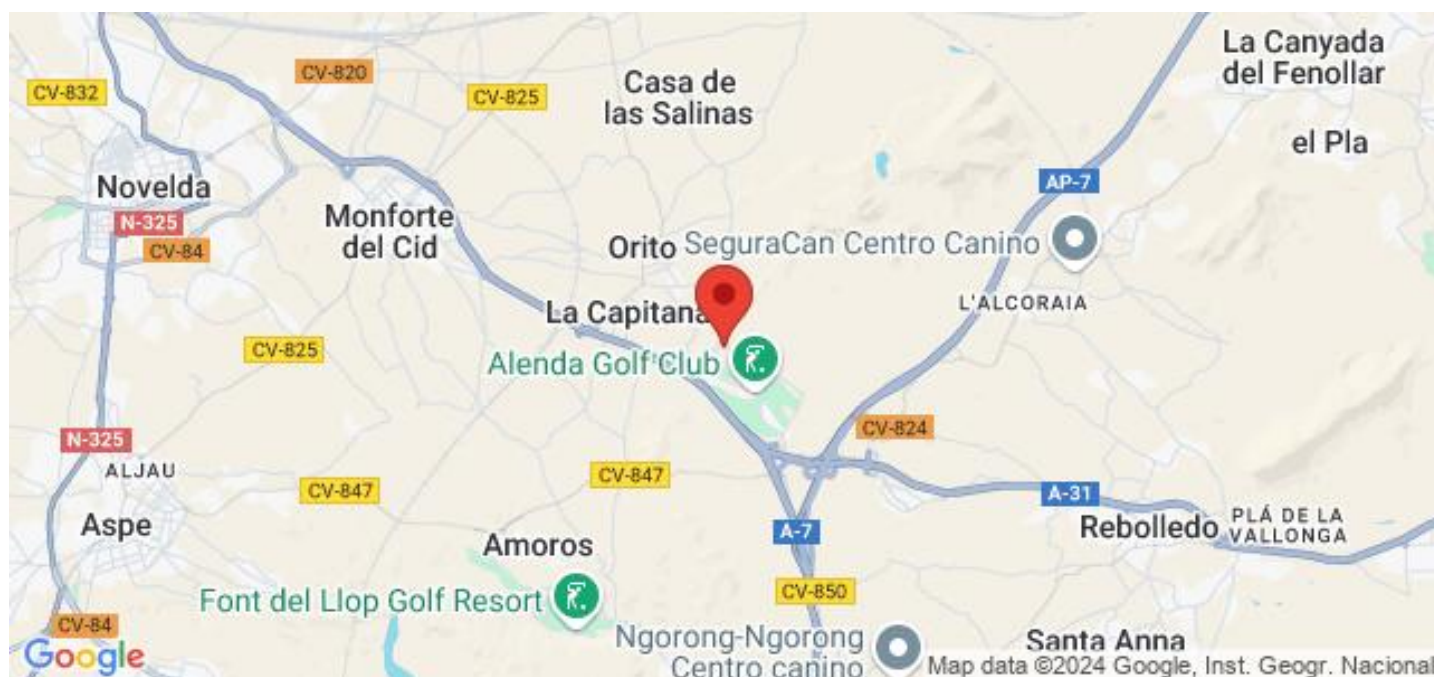 La Canyada
del Fenollar
CV-820
CV-832
CV-825
Casa de
las Salinas
el Pla
Novelda
AP-7
N-325
Monforte
del Cid
CV-84
Orito
SeguraCan Centro Canino
La Capitana
L'ALCORAIA
CV-825
Alenda Golf Club
CV-824
N-325
ALJAU
CV-847
CV-847
A-31
Aspe
Amoros
A-7
Rebolledo
PLÁ DE LA
VALLONGA
Font del Llop Golf Resort
CV-850
CV-84
Google
Ngorong-Ngorong
Centro canino
Santa Anna
Map data ©2024 Google, Inst. Geogr. Nacional